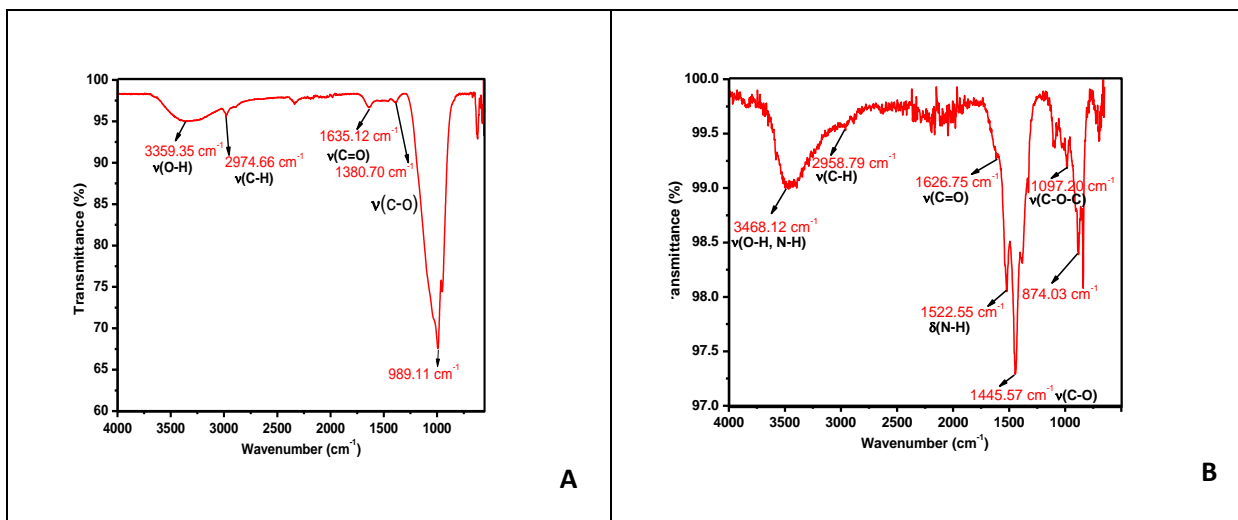 100
95
90
85
80
75
70
65
60
Transmittance (%)
3359.35 cm-1
ν(O-H)
2974.66 cm-1
ν(C-H)
1635.12 cm-1
ν(C=O)
1380.70 cm-1
ν(C-O)
989.11 cm-1
4000 3500 3000 2500 2000 1500 1000
Wavenumber (cm-1)
A
100.0
99.5
99.0
98.5
98.0
97.5
97.0
ansmittance (%)
2958.79 cm-1
ν(C-H)
3468.12 cm-1
ν(O-H, N-H)
1626.75 cm-1
ν(C=O)
1097.20 cm-1
ν(C-O-C)
874.03 cm-1
1522.55 cm-1
δ(N-H)
1445.57 cm-1 ν(C-O)
4000 3500 3000 2500 2000 1500 1000
Wavenumber (cm-1)
B